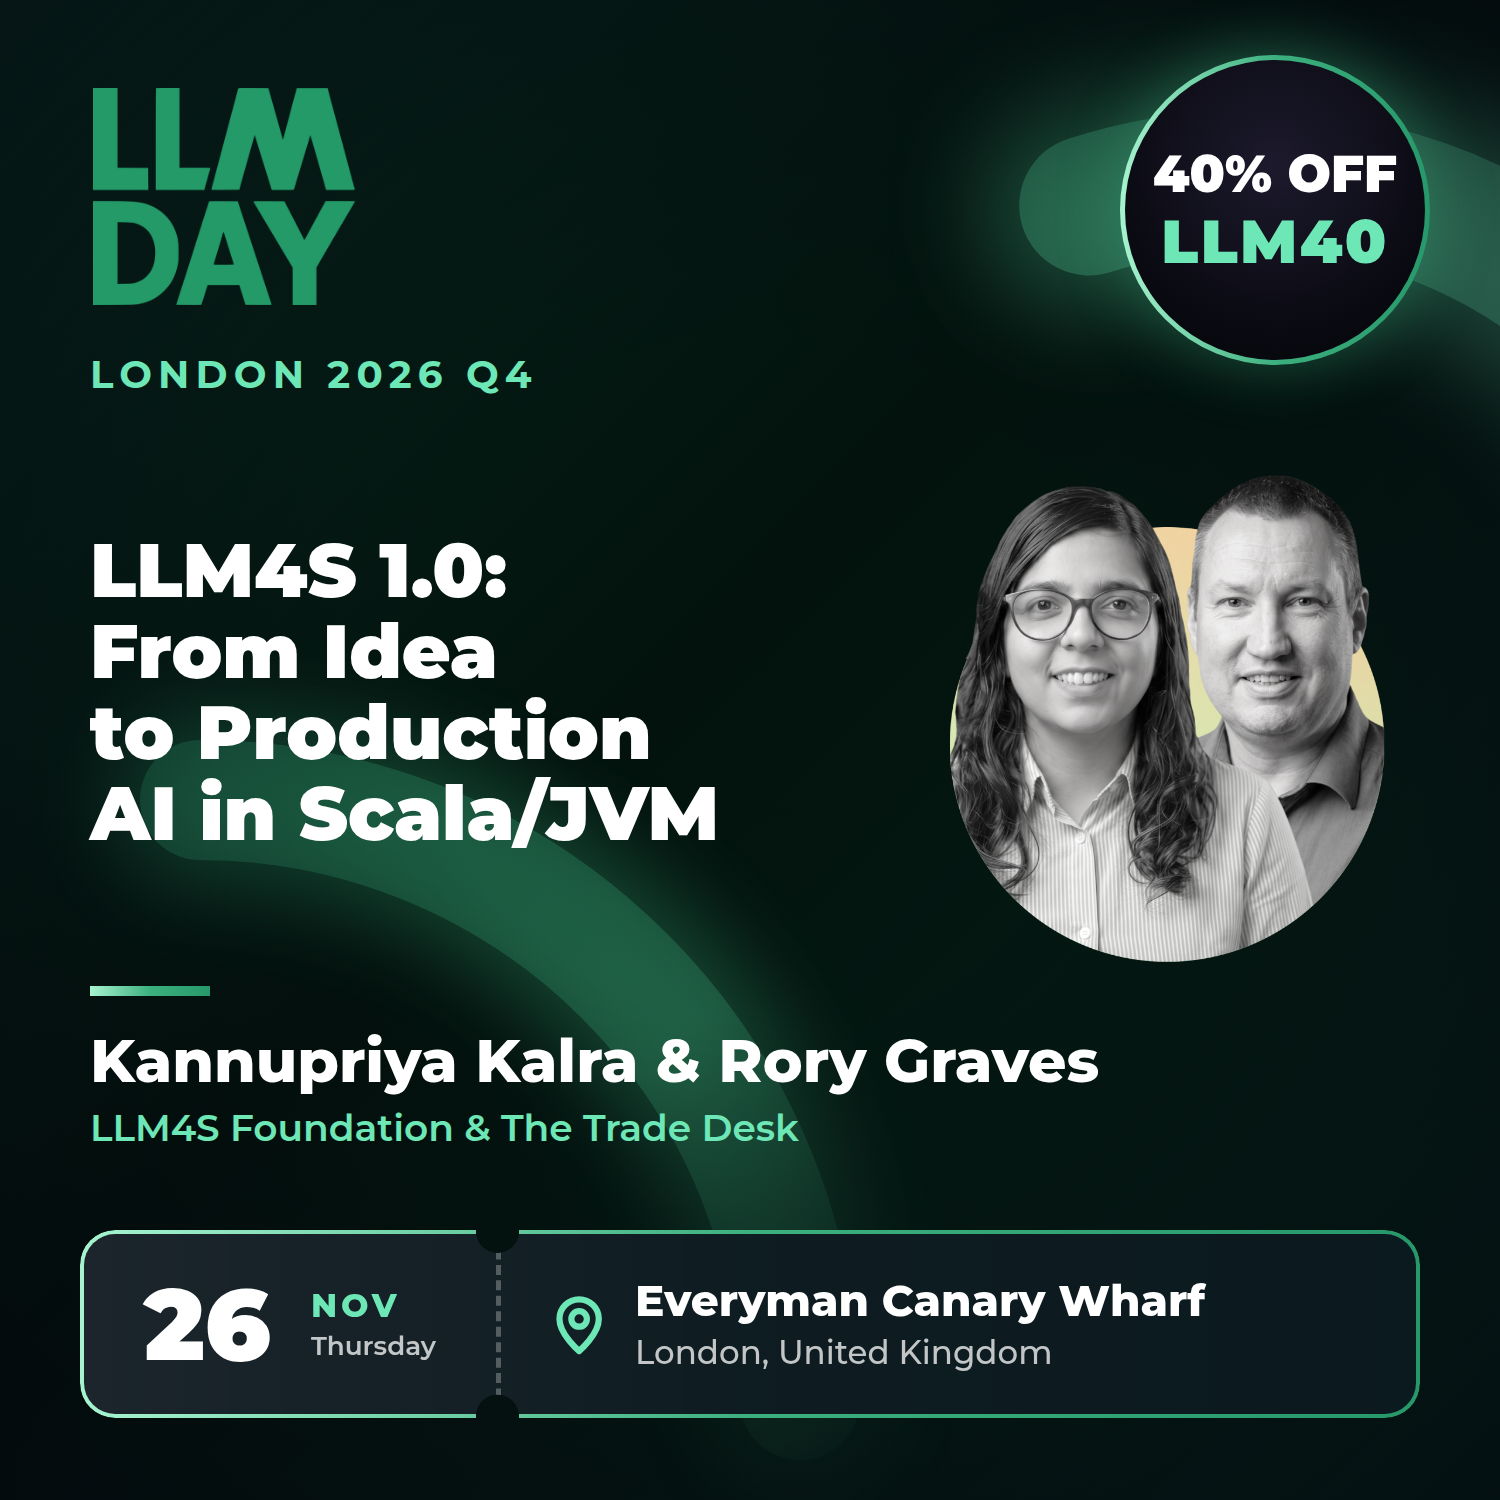 LLM
DAY
LONDON 2026 Q4
40% OFF
LLM40
LLM4S 1.0:
From Idea
to Production
AI in Scala/JVM
Kannupriya Kalra & Rory Graves
LLM4S Foundation & The Trade Desk
26
NOV
Thursday
Everyman Canary Wharf
London, United Kingdom